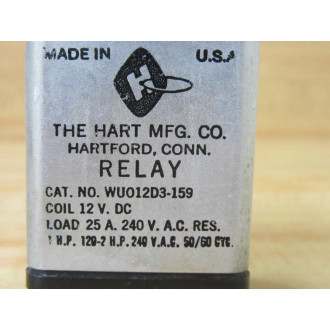 MADE IN U.S.A
H
THE HART MFG. CO.
HARTFORD, CONN.
RELAY
CAT. NO. WU012D3-159
COIL 12 V. DC
LOAD 25 A. 240 V. A.C. RES.
1 H.P. 120-2 H.P. 240 V.A.C. 50/60 CYC.